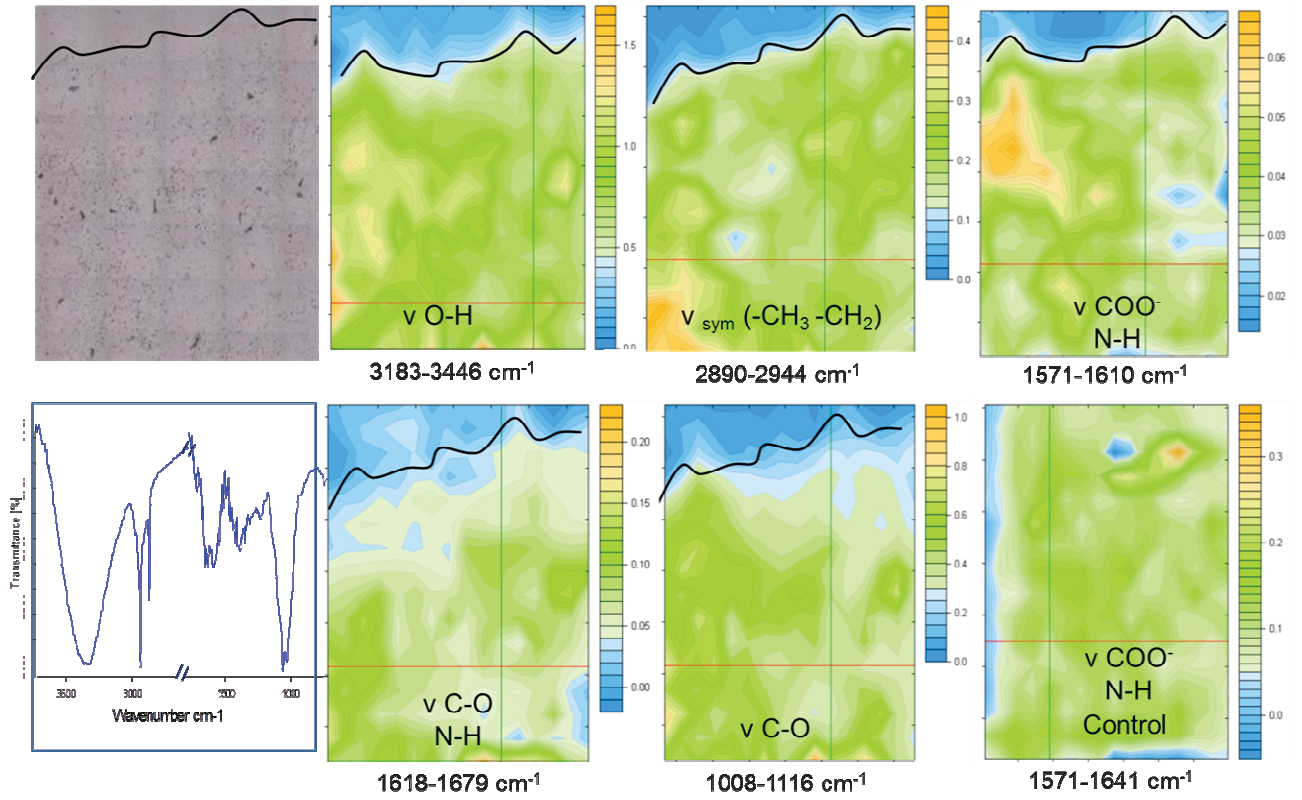 1.5
1.0
0.5
0.0
ν O-H
3183-3446 cm-1
0.4
0.3
0.2
0.1
0.0
ν sym (-CH3 -CH2)
2890-2944 cm-1
0.06
0.05
0.04
0.03
0.02
ν COO-
N-H
1571-1610 cm-1
Transmittance [%]
3500 3000 1500 1000
Wavenumber cm-1
0.20
0.15
0.10
0.05
0.00
ν C-O
N-H
1618-1679 cm-1
1.0
0.8
0.6
0.4
0.2
0.0
ν C-O
1008-1116 cm-1
0.3
0.2
0.1
0.0
ν COO-
N-H
Control
1571-1641 cm-1